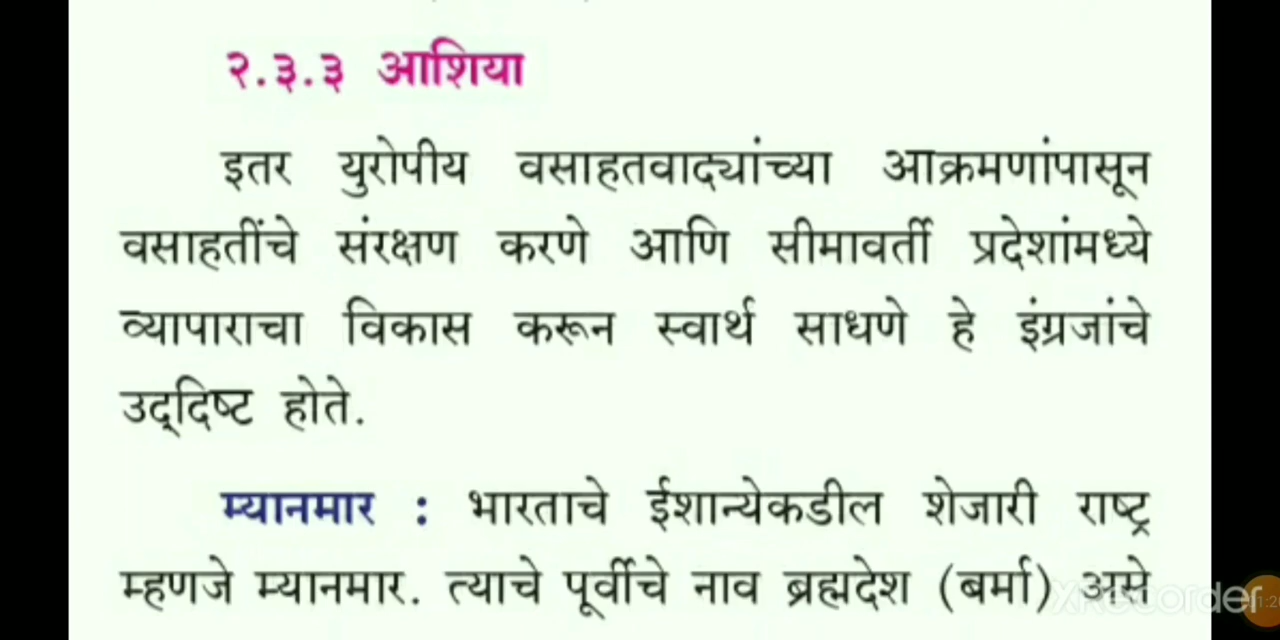 २.३.३ आशिया
इतर युरोपीय वसाहतवाद्यांच्या आक्रमणांपासून
वसाहतींचे संरक्षण करणे आणि सीमावर्ती प्रदेशांमध्ये
व्यापाराचा विकास करून स्वार्थ साधणे हे इंग्रजांचे
उद्‌दिष्ट होते.
म्यानमार : भारताचे ईशान्येकडील शेजारी राष्ट्र
म्हणजे म्यानमार. त्याचे पूर्वीचे नाव ब्रह्मदेश (बर्मा) असे
XRecorder